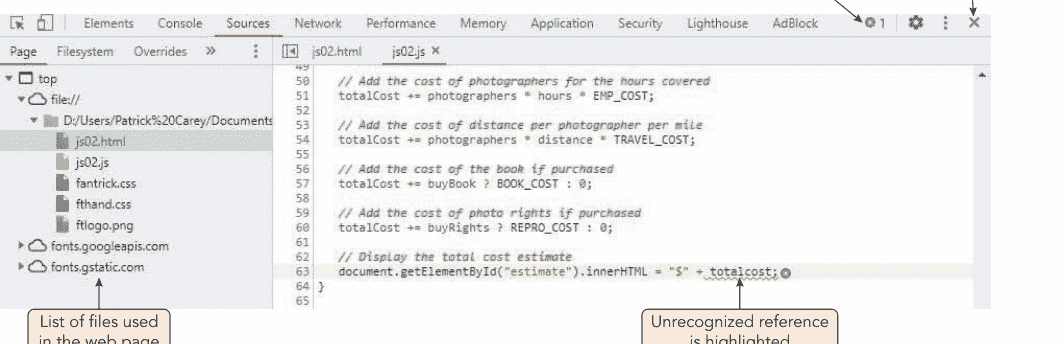 Elements Console Sources Network Performance Memory Application Security Lighthouse AdBlock 1
Page Filesystem Overrides » js02.html js02.js ×
top
file://
D:/Users/Patrick%20Carey/Documents
js02.html
js02.js
fantrick.css
fthand.css
ftlogo.png
fonts.googleapis.com
fonts.gstatic.com
49
50 // Add the cost of photographers for the hours covered
51 totalCost += photographers * hours * EMP_COST;
52
53 // Add the cost of distance per photographer per mile
54 totalCost += photographers * distance * TRAVEL_COST;
55
56 // Add the cost of the book if purchased
57 totalCost += buyBook ? BOOK_COST : 0;
58
59 // Add the cost of photo rights if purchased
60 totalCost += buyRights ? REPRO_COST : 0;
61
62 // Display the total cost estimate
63 document.getElementById("estimate").innerHTML = "$" + totalcost;
64 }
65
List of files used
in the web page
Unrecognized reference
is highlighted